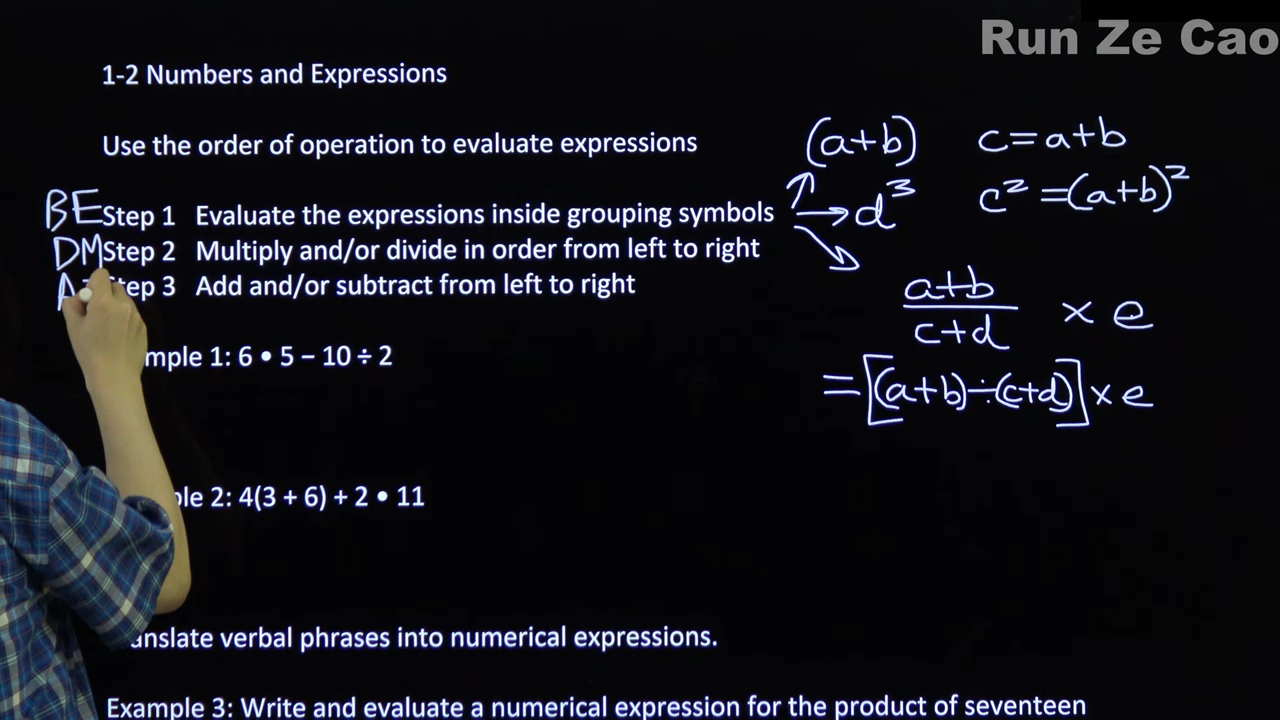 Run Ze Cao
1-2 Numbers and Expressions
Use the order of operation to evaluate expressions
BE Step 1 Evaluate the expressions inside grouping symbols
DM Step 2 Multiply and/or divide in order from left to right
A Step 3 Add and/or subtract from left to right
mple 1: 6 • 5 – 10 ÷ 2
ple 2: 4(3 + 6) + 2 • 11
anslate verbal phrases into numerical expressions.
Example 3: Write and evaluate a numerical expression for the product of seventeen
(a+b)
d³
c=a+b
c²=(a+b)²
a+b
c+d × e
=[(a+b)÷(c+d)]×e